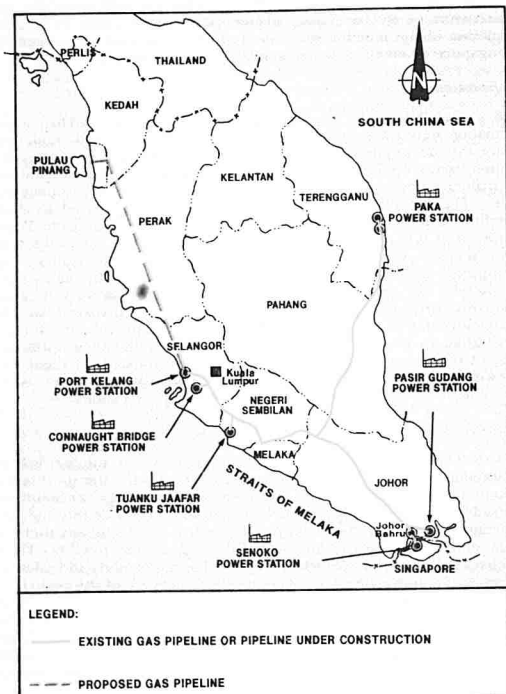 PERLIS
THAILAND
KEDAH
N
SOUTH CHINA SEA
PULAU
PINANG
KELANTAN
TERENGGANU
PAKA
POWER STATION
PERAK
PAHANG
SELANGOR
Kuala
Lumpur
PORT KELANG
POWER STATION
PASIR GUDANG
POWER STATION
NEGERI
SEMBILAN
CONNAUGHT BRIDGE
POWER STATION
MELAKA
JOHOR
TUANKU JAAFAR
POWER STATION
STRAITS OF MELAKA
Johor
Bahru
SENOKO
POWER STATION
SINGAPORE
LEGEND:
EXISTING GAS PIPELINE OR PIPELINE UNDER CONSTRUCTION
PROPOSED GAS PIPELINE